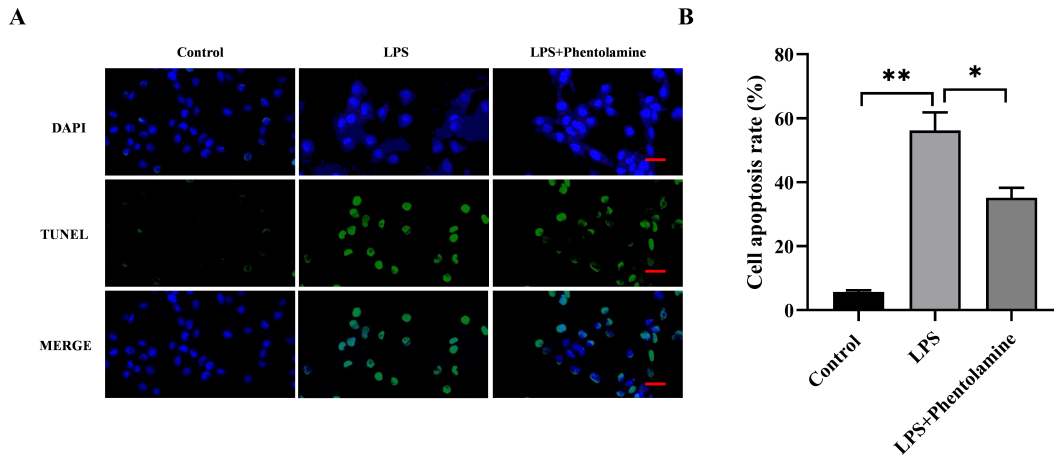 A
B
Control
LPS
LPS+Phentolamine
DAPI
TUNEL
MERGE
Cell apoptosis rate (%)
80
60
40
20
0
**
*
Control
LPS
LPS+Phentolamine